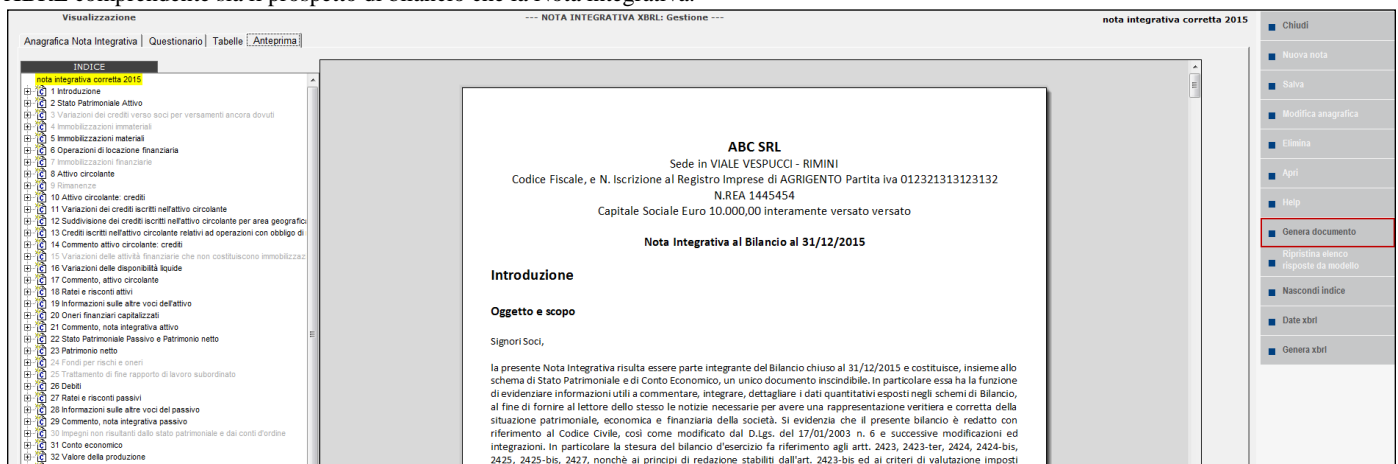 XBRL comprendente sia il prospetto di bilancio che la Nota integrativa.
Visualizzazione
--- NOTA INTEGRATIVA XBRL: Gestione ---
nota integrativa corretta 2015
Anagrafica Nota Integrativa | Questionario | Tabelle | Anteprima
INDICE
nota integrativa corretta 2015
1 Introduzione
2 Stato Patrimoniale Attivo
3 Variazioni dei crediti verso soci per versamenti ancora dovuti
4 Immobilizzazioni immateriali
5 Immobilizzazioni materiali
6 Operazioni di locazione finanziaria
7 Immobilizzazioni finanziarie
8 Attivo circolante
9 Rimanenze
10 Attivo circolante: crediti
11 Variazioni dei crediti iscritti nell'attivo circolante
12 Suddivisione dei crediti iscritti nell'attivo circolante per area geografic
13 Crediti iscritti nell'attivo circolante relativi ad operazioni con obbligo di
14 Commento attivo circolante: crediti
15 Variazioni delle attività finanziarie che non costituiscono immobilizzaz
16 Variazioni delle disponibilità liquide
17 Commento, attivo circolante
18 Ratei e risconti attivi
19 Informazioni sulle altre voci dell'attivo
20 Oneri finanziari capitalizzati
21 Commento, nota integrativa attivo
22 Stato Patrimoniale Passivo e Patrimonio netto
23 Patrimonio netto
24 Fondi per rischi e oneri
25 Trattamento di fine rapporto di lavoro subordinato
26 Debiti
27 Ratei e risconti passivi
28 Informazioni sulle altre voci del passivo
29 Commento, nota integrativa passivo
30 Impegni non risultanti dallo stato patrimoniale e dai conti d'ordine
31 Conto economico
32 Valore della produzione
ABC SRL
Sede in VIALE VESPUCCI - RIMINI
Codice Fiscale, e N. Iscrizione al Registro Imprese di AGRIGENTO Partita iva 012321313123132
N.REA 1445454
Capitale Sociale Euro 10.000,00 interamente versato versato
Nota Integrativa al Bilancio al 31/12/2015
Introduzione
Oggetto e scopo
Signori Soci,
la presente Nota Integrativa risulta essere parte integrante del Bilancio chiuso al 31/12/2015 e costituisce, insieme allo
schema di Stato Patrimoniale e di Conto Economico, un unico documento inscindibile. In particolare essa ha la funzione
di evidenziare informazioni utili a commentare, integrare, dettagliare i dati quantitativi esposti negli schemi di Bilancio,
al fine di fornire al lettore dello stesso le notizie necessarie per avere una rappresentazione veritiera e corretta della
situazione patrimoniale, economica e finanziaria della società. Si evidenzia che il presente bilancio è redatto con
riferimento al Codice Civile, così come modificato dal D.Lgs. del 17/01/2003 n. 6 e successive modificazioni ed
integrazioni. In particolare la stesura del bilancio d'esercizio fa riferimento agli artt. 2423, 2423-ter, 2424, 2424-bis,
2425, 2425-bis, 2427, nonchè ai principi di redazione stabiliti dall'art. 2423-bis ed ai criteri di valutazione imposti
Chiudi
Nuova nota
Salva
Modifica anagrafica
Elimina
Apri
Help
Genera documento
Ripristina elenco
risposte da modello
Nascondi indice
Date xbrl
Genera xbrl